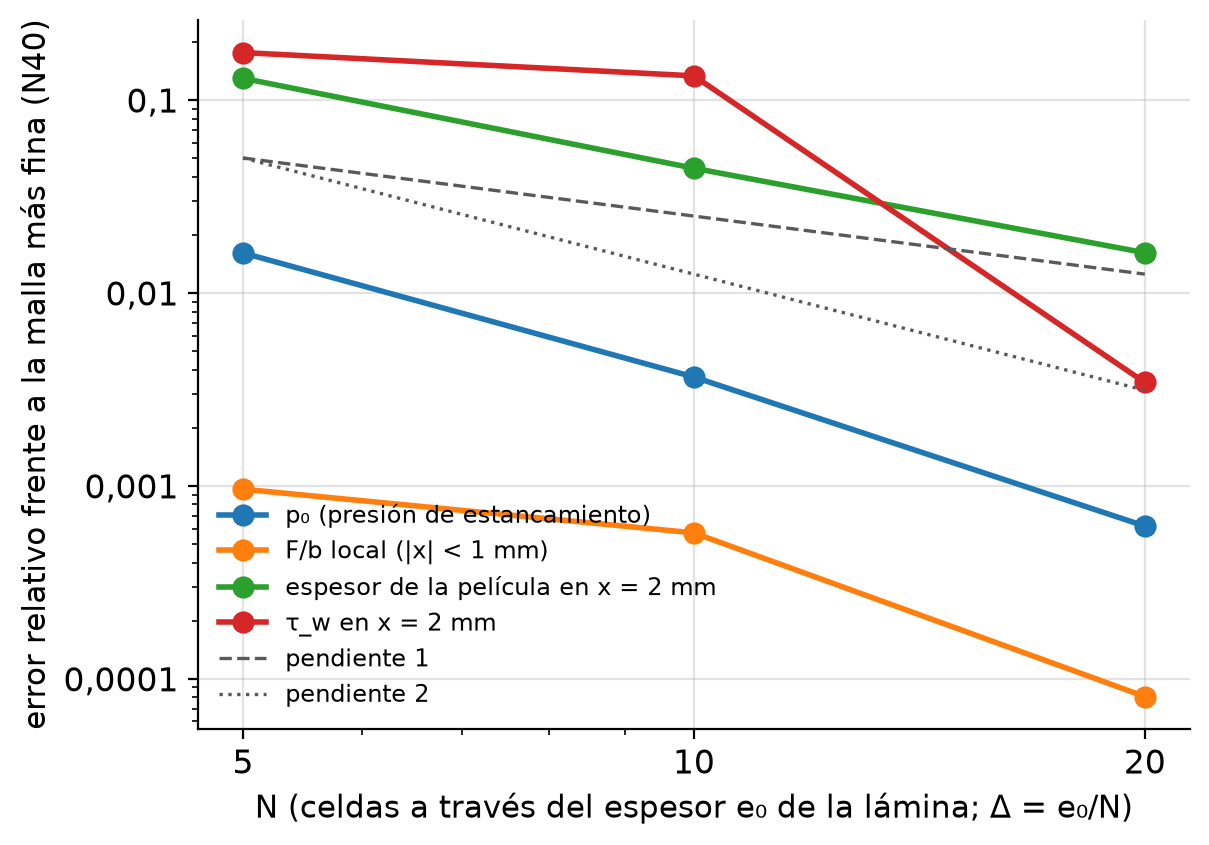 error relativo frente a la malla más fina (N40)
0,1
0,01
0,001
0,0001
p₀ (presión de estancamiento)
F/b local (|x| < 1 mm)
espesor de la película en x = 2 mm
τ_w en x = 2 mm
pendiente 1
pendiente 2
5
10
20
N (celdas a través del espesor e₀ de la lámina; Δ = e₀/N)